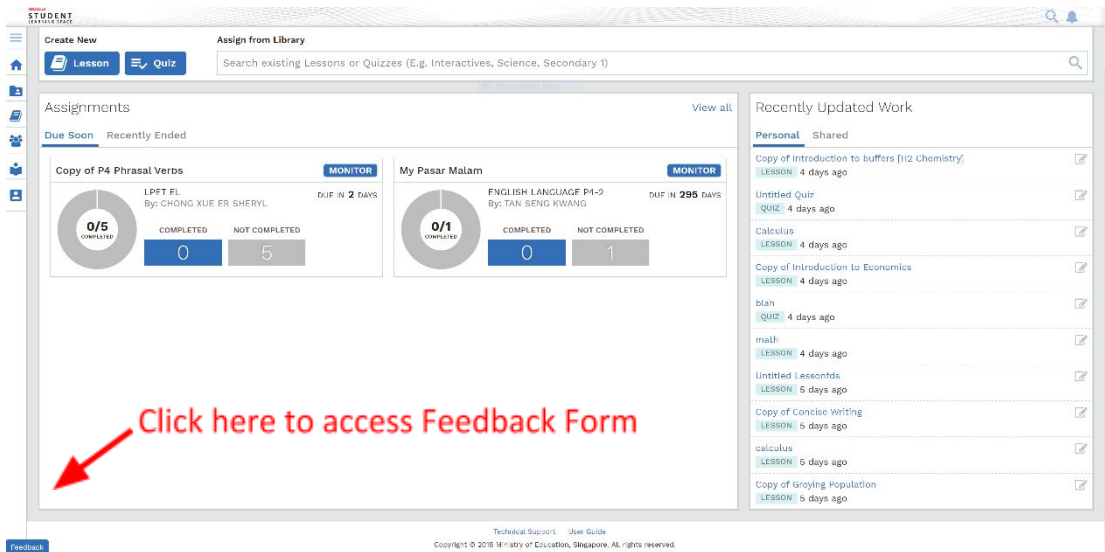 STUDENT
LEARNING SPACE
Create New
Assign from Library
Lesson
Quiz
Search existing Lessons or Quizzes (E.g. Interactives, Science, Secondary 1)
Assignments
View all
Due Soon Recently Ended
Copy of P4 Phrasal Verbs
MONITOR
LPET EL
By: CHONG XUE ER SHERYL
DUE IN 2 DAYS
0/5
COMPLETED
COMPLETED NOT COMPLETED
0 5
My Pasar Malam
MONITOR
ENGLISH LANGUAGE P4-2
By: TAN SENG KWANG
DUE IN 295 DAYS
0/1
COMPLETED
COMPLETED NOT COMPLETED
0 1
Click here to access Feedback Form
Recently Updated Work
Personal Shared
Copy of Introduction to buffers [H2 Chemistry]
LESSON 4 days ago
Untitled Quiz
QUIZ 4 days ago
Calculus
LESSON 4 days ago
Copy of Introduction to Economics
LESSON 4 days ago
blah
QUIZ 4 days ago
math
LESSON 4 days ago
Untitled Lessonfds
LESSON 5 days ago
Copy of Concise Writing
LESSON 5 days ago
calculus
LESSON 5 days ago
Copy of Greying Population
LESSON 5 days ago
Technical Support User Guide
Copyright © 2018 Ministry of Education, Singapore. All rights reserved.
Feedback